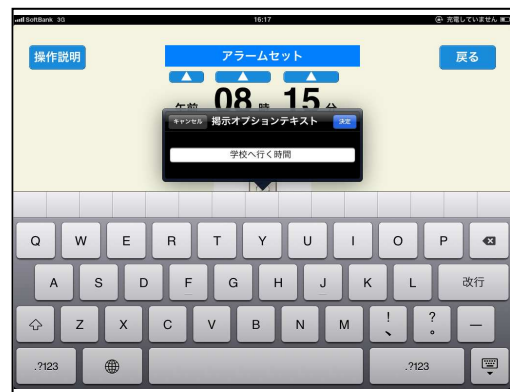 SoftBank 3G 16:17 充電していません
操作説明 アラームセット 戻る
午前 08 時 15 分
キャンセル 掲示オプションテキスト 決定
学校へ行く時間
Q W E R T Y U I O P
A S D F G H J K L 改行
Z X C V B N M ! 、 ? 。 ー
.?123 .?123